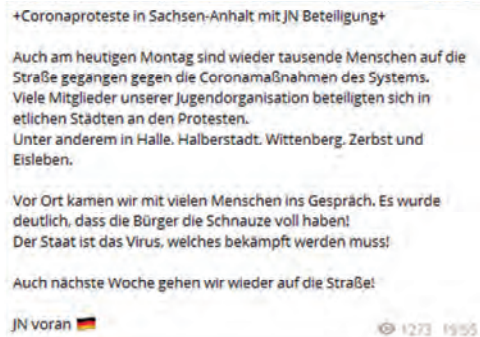 +Coronaproteste in Sachsen-Anhalt mit JN Beteiligung+
Auch am heutigen Montag sind wieder tausende Menschen auf die
Straße gegangen gegen die Coronamaßnahmen des Systems.
Viele Mitglieder unserer Jugendorganisation beteiligten sich in
etlichen Städten an den Protesten.
Unter anderem in Halle. Halberstadt. Wittenberg. Zerbst und
Eisleben.
Vor Ort kamen wir mit vielen Menschen ins Gespräch. Es wurde
deutlich, dass die Bürger die Schnauze voll haben!
Der Staat ist das Virus, welches bekämpft werden muss!
Auch nächste Woche gehen wir wieder auf die Straße!
JN voran 🇩🇪
1273 19:55